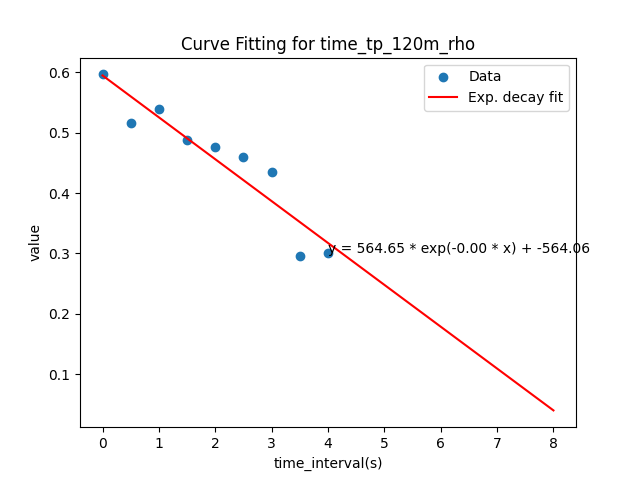 Curve Fitting for time_tp_120m_rho
Data
Exp. decay fit
0.6
0.5
0.4
0.3
0.2
0.1
value
y = 564.65 * exp(-0.00 * x) + -564.06
0 1 2 3 4 5 6 7 8
time_interval(s)